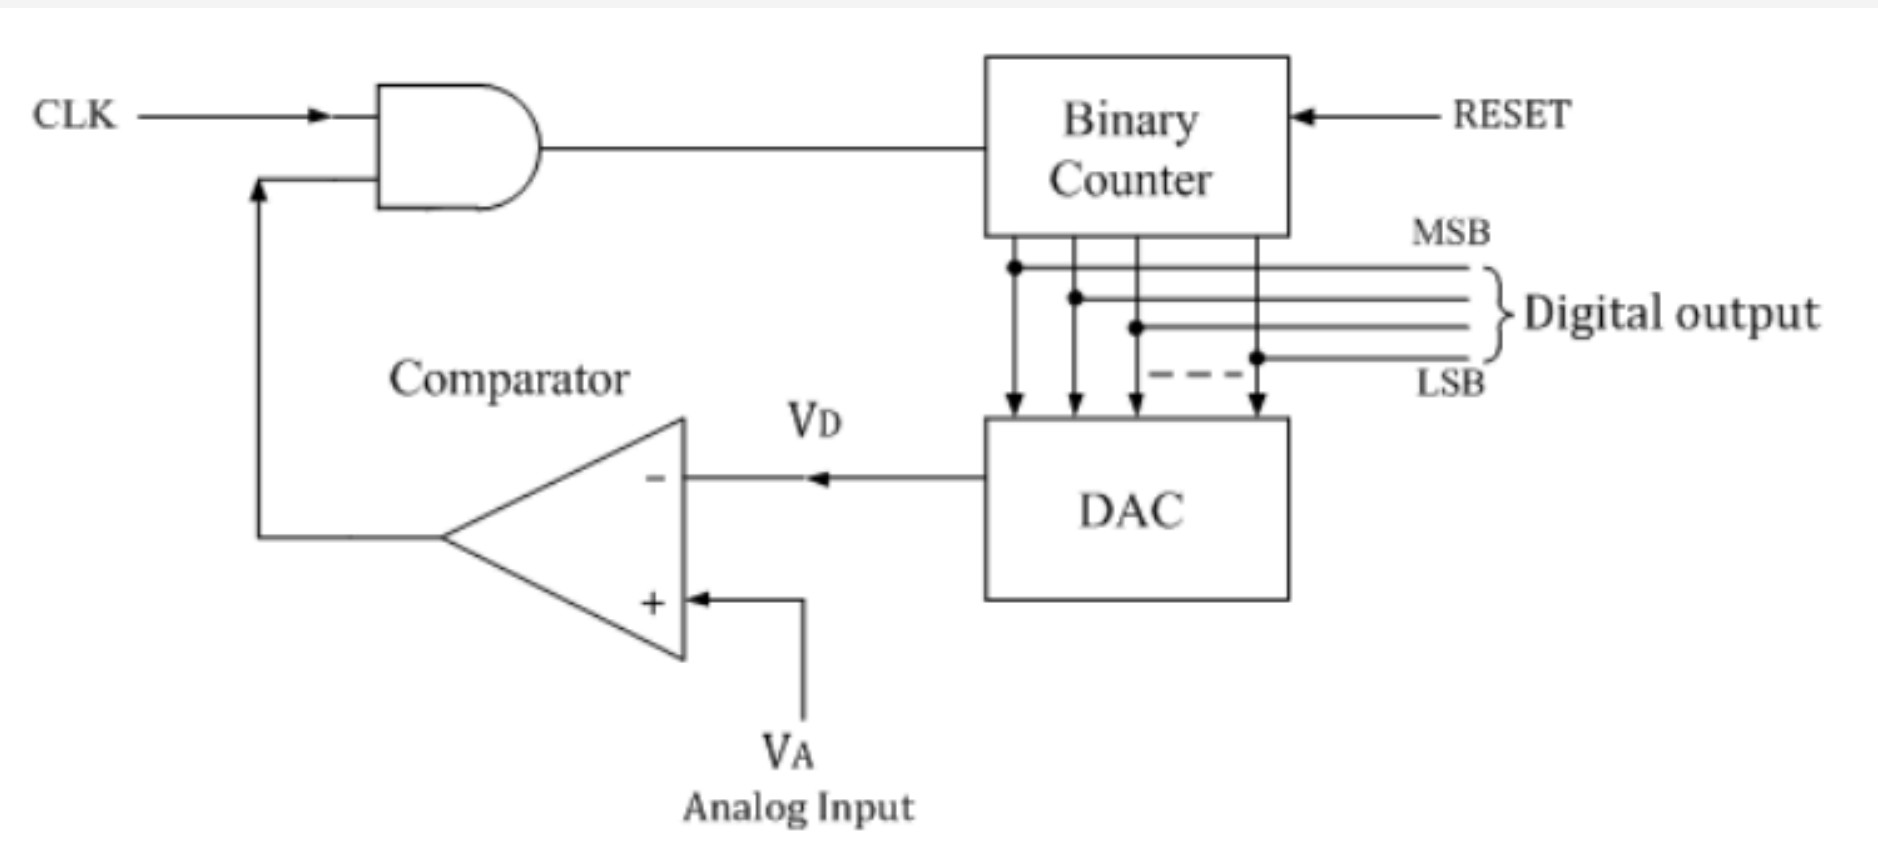 CLK
Binary
Counter
RESET
MSB
Digital output
LSB
Comparator
VD
−
DAC
+
VA
Analog Input